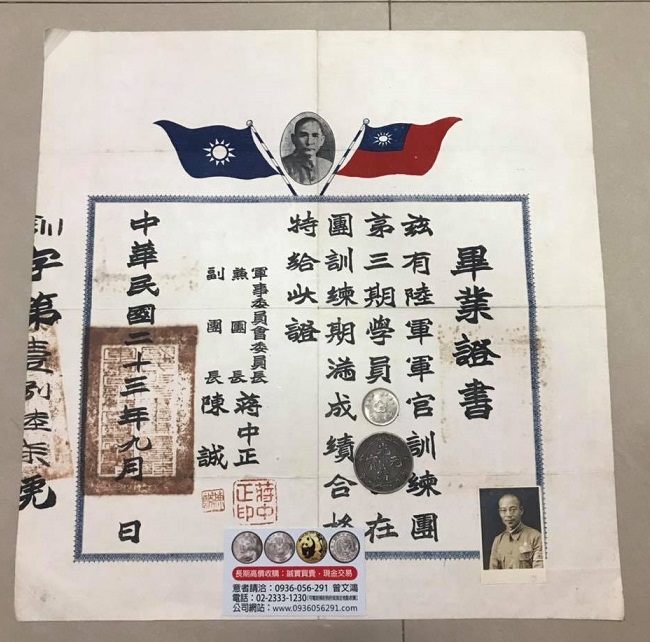 畢業證書
茲有陸軍軍官訓練團
第三期學員
在
團訓練期滿成績合格
特給此證
軍事委員會委員長
兼團長 蔣中正
副團長 陳誠
中華民國二十三年九月 日
蔣中正印
訓字第壹
號
長期高價收購：誠實買賣，現金交易
意者請洽：0936-056-291 曾文鴻
電話：02-2333-1230
公司網站：www.0936056291.com